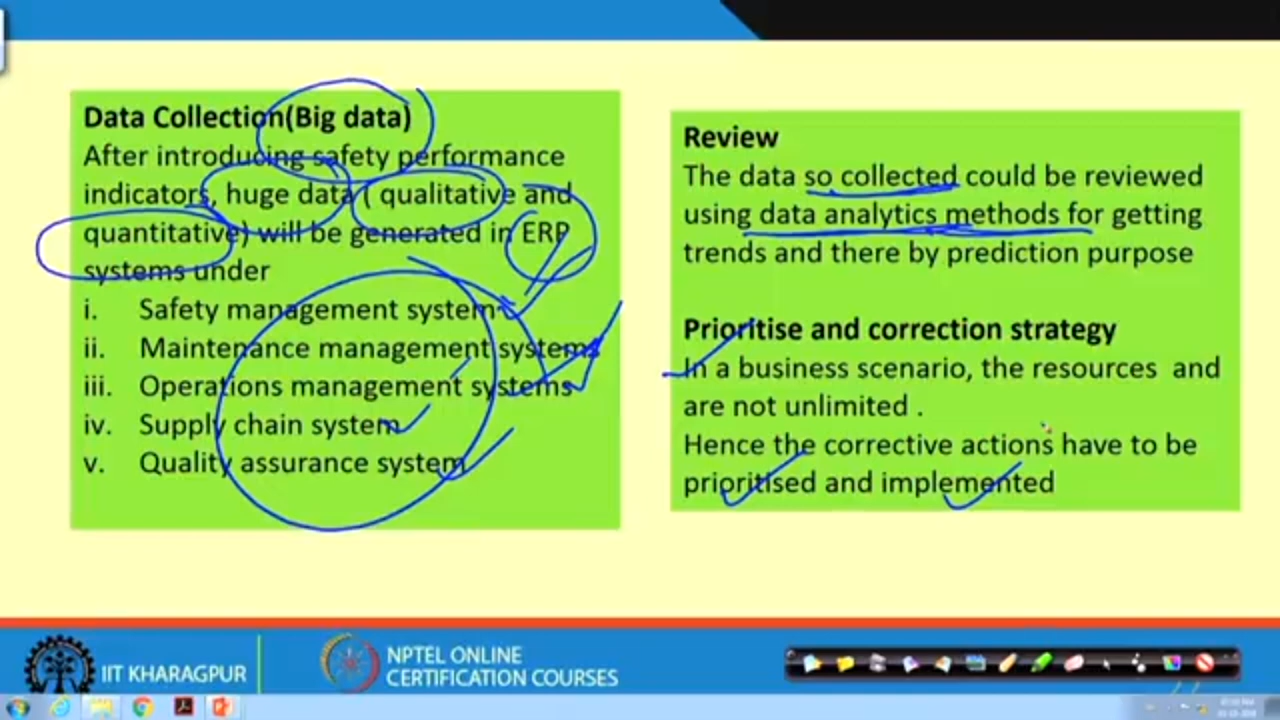 Data Collection(Big data)
After introducing safety performance
indicators, huge data ( qualitative and
quantitative) will be generated in ERP
systems under
i. Safety management system
ii. Maintenance management systems
iii. Operations management systems
iv. Supply chain system
v. Quality assurance system
Review
The data so collected could be reviewed
using data analytics methods for getting
trends and there by prediction purpose
Prioritise and correction strategy
In a business scenario, the resources and
are not unlimited .
Hence the corrective actions have to be
prioritised and implemented
IIT KHARAGPUR
NPTEL ONLINE
CERTIFICATION COURSES